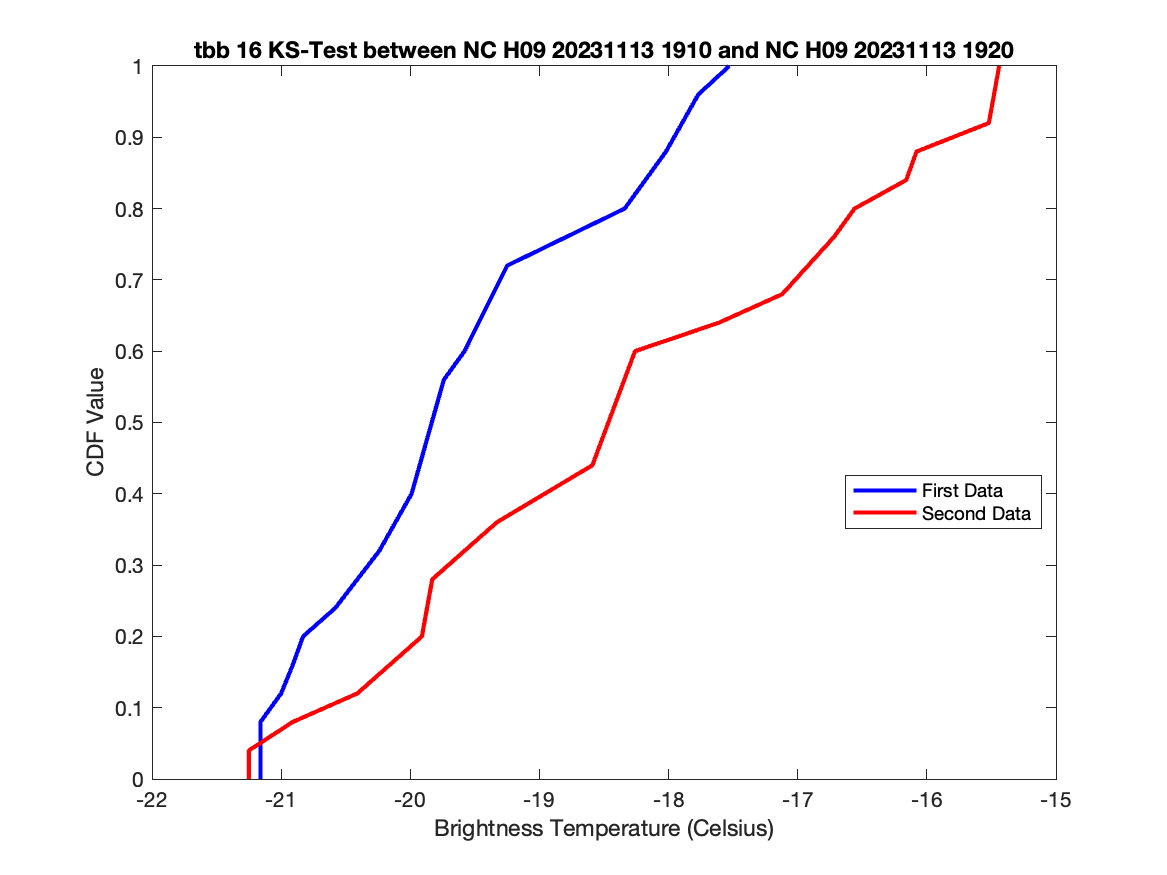 tbb 16 KS-Test between NC H09 20231113 1910 and NC H09 20231113 1920
1
0.9
0.8
0.7
0.6
0.5
0.4
0.3
0.2
0.1
0
CDF Value
First Data
Second Data
-22 -21 -20 -19 -18 -17 -16 -15
Brightness Temperature (Celsius)